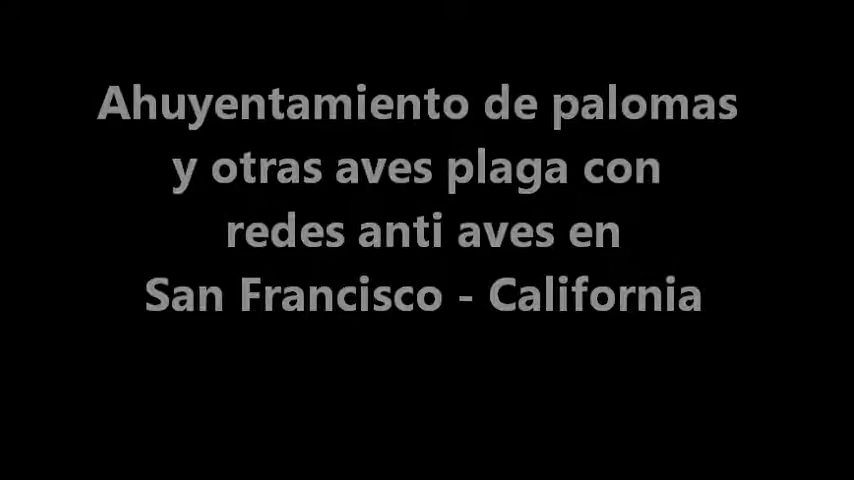 Ahuyentamiento de palomas
y otras aves plaga con
redes anti aves en
San Francisco - California